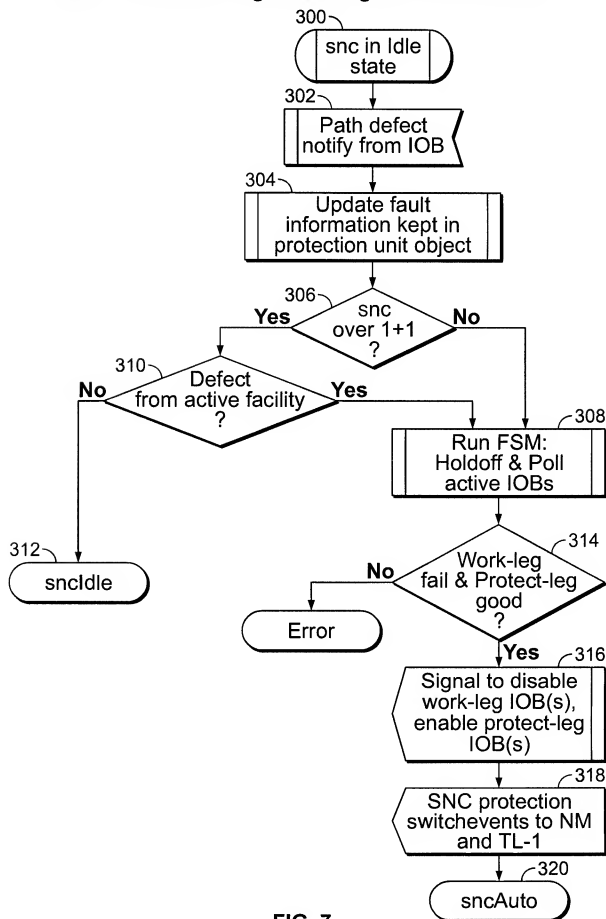 300
snc in Idle
state
302
Path defect
notify from IOB
304
Update fault
information kept in
protection unit object
306
Yes
snc
over 1+1
?
No
310
No
Defect
from active facility
?
Yes
308
Run FSM:
Holdoff & Poll
active IOBs
312
sncIdle
314
No
Work-leg
fail & Protect-leg
good
?
Error
Yes
316
Signal to disable
work-leg IOB(s),
enable protect-leg
IOB(s)
318
SNC protection
switchevents to NM
and TL-1
320
sncAuto